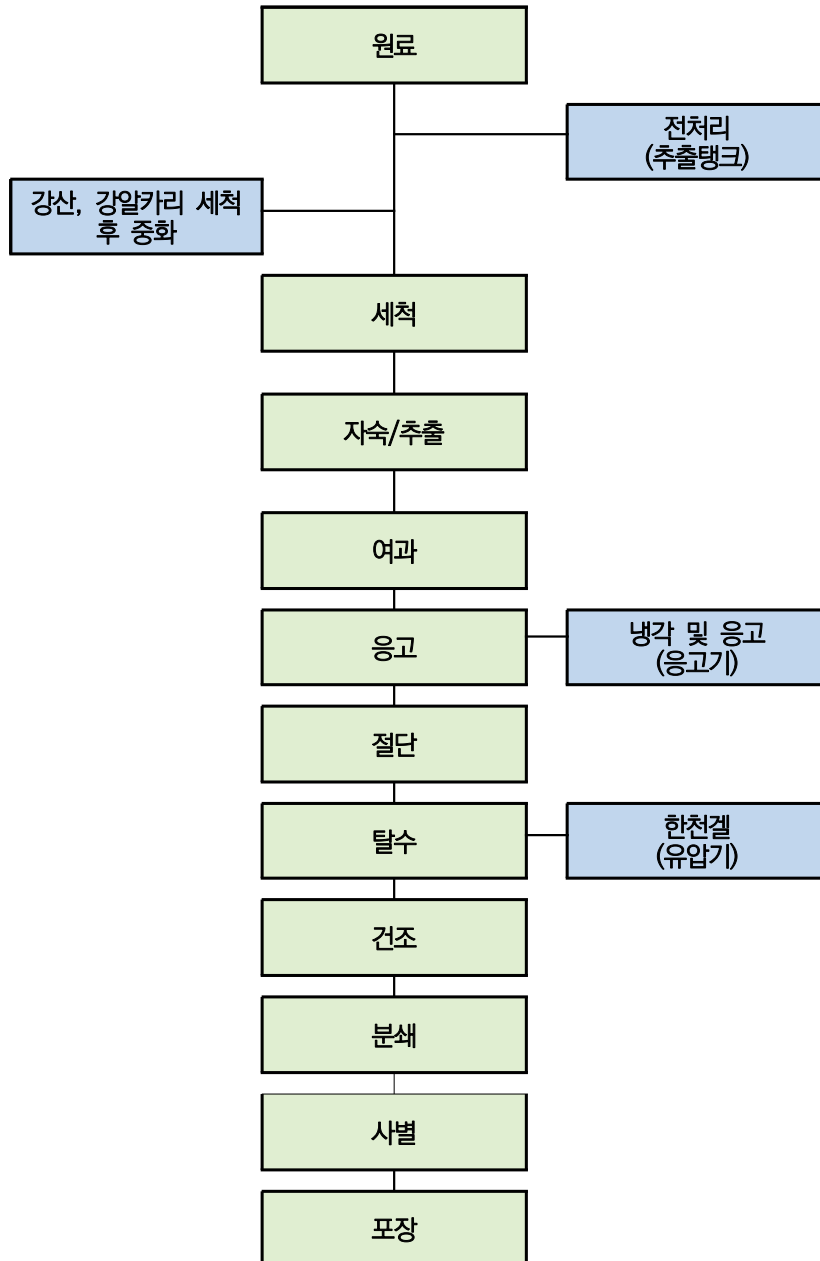 원료
전처리
(추출탱크)
강산, 강알카리 세척
후 중화
세척
자숙/추출
여과
응고
냉각 및 응고
(응고기)
절단
탈수
한천겔
(유압기)
건조
분쇄
사별
포장